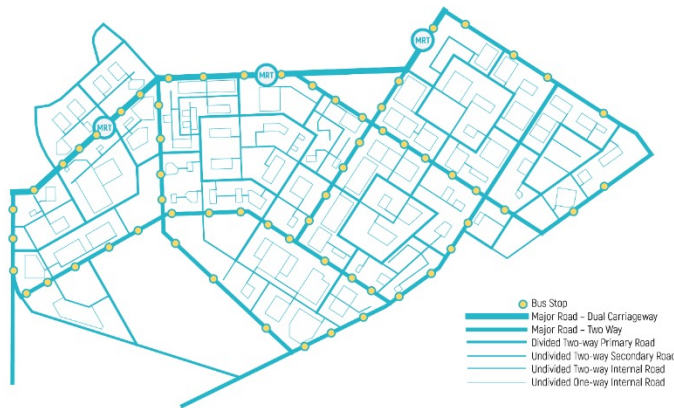 MRT
MRT
MRT
Bus Stop
Major Road – Dual Carriageway
Major Road – Two Way
Divided Two-way Primary Road
Undivided Two-way Secondary Road
Undivided Two-way Internal Road
Undivided One-way Internal Road